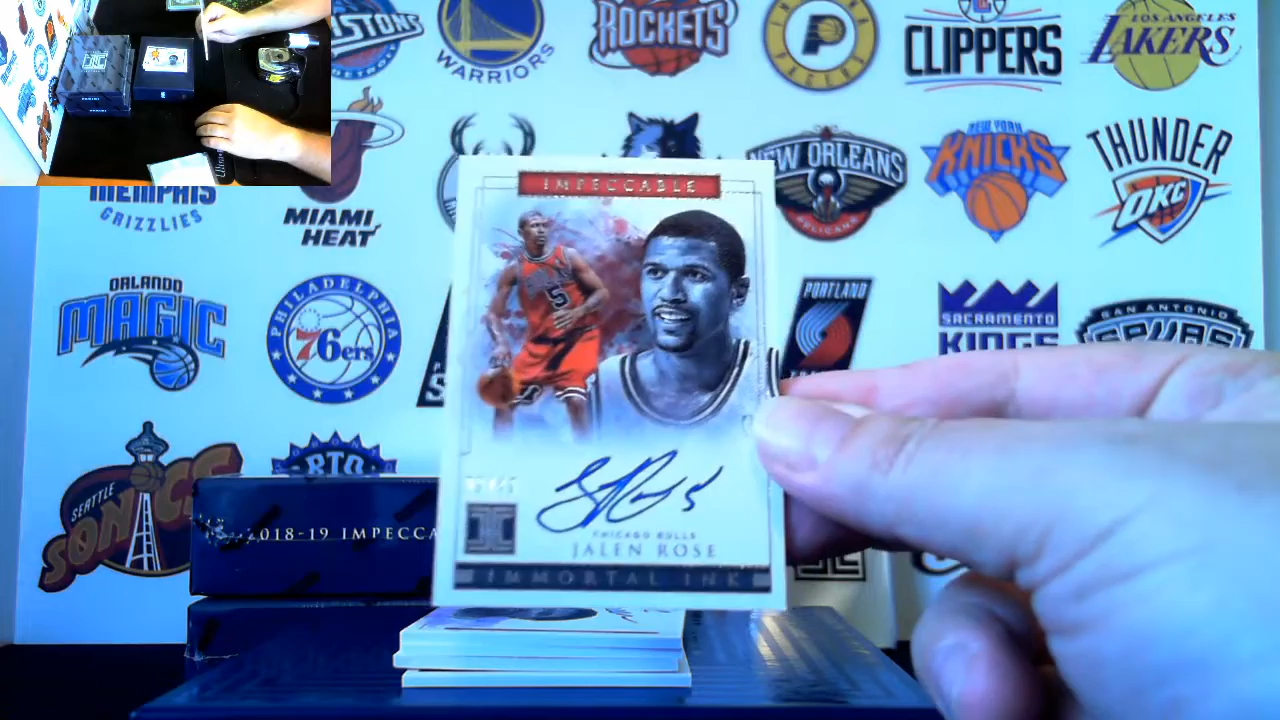 PISTONS
WARRIORS
ROCKETS
PACERS
CLIPPERS
LOS ANGELES
LAKERS
MEMPHIS
GRIZZLIES
MIAMI
HEAT
NEW ORLEANS
PELICANS
NEW YORK
KNICKS
THUNDER
OKC
ORLANDO
MAGIC
PHILADELPHIA
76ers
PORTLAND
SACRAMENTO
KINGS
SAN ANTONIO
SPURS
SEATTLE
SONICS
2018-19 IMPECCA
IMPECCABLE
5
CHICAGO BULLS
JALEN ROSE
IMMORTAL INK